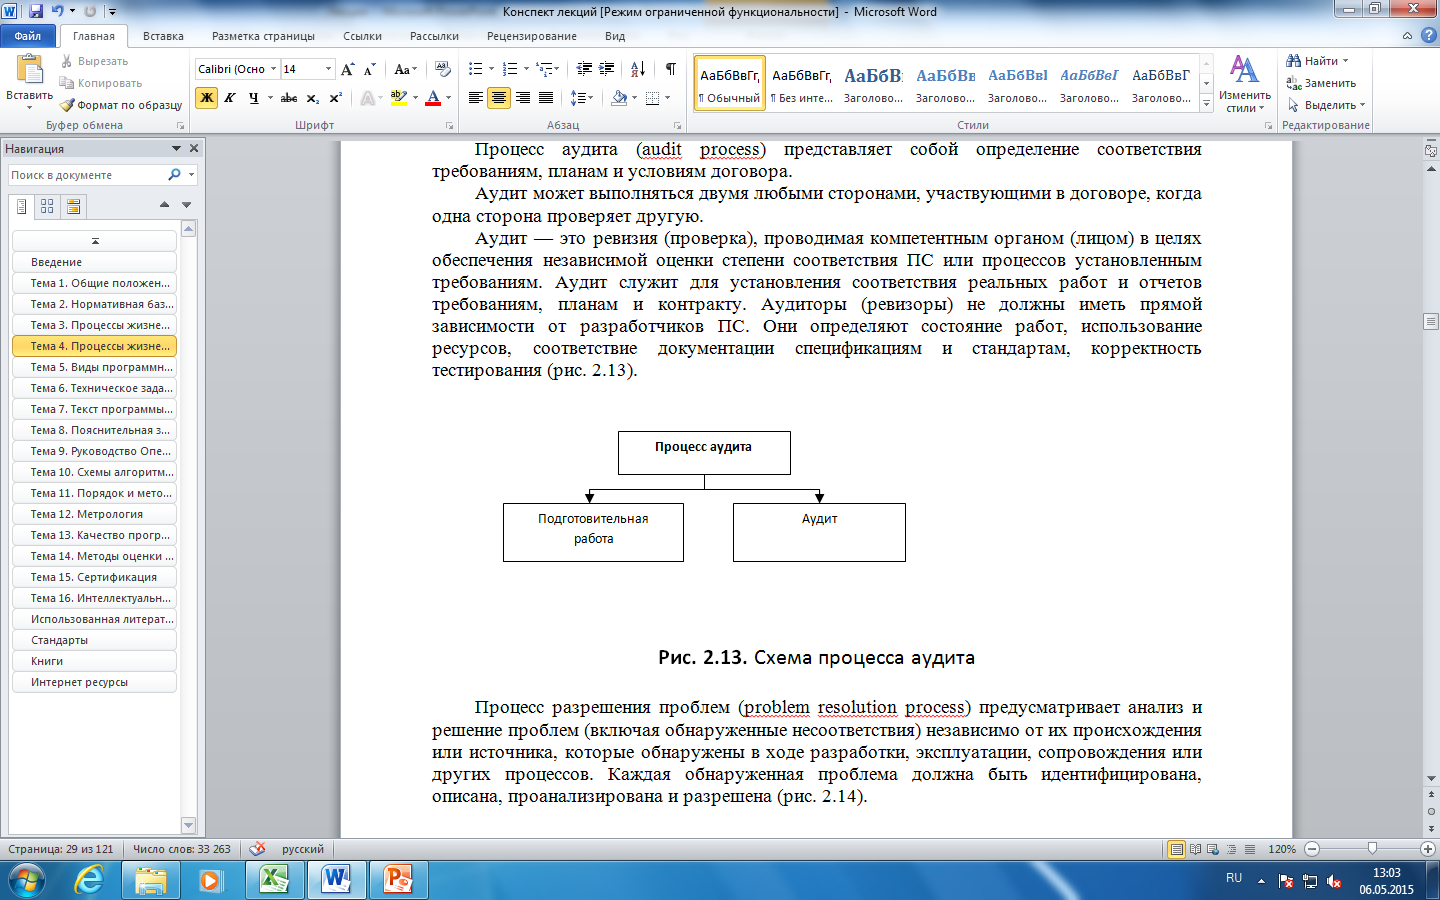 Конспект лекций [Режим ограниченной функциональности] - Microsoft Word
Файл Главная Вставка Разметка страницы Ссылки Рассылки Рецензирование Вид
Вставить
Вырезать
Копировать
Формат по образцу
Буфер обмена
Calibri (Осно 14
Ж К Ч abc x₂ x²
Шрифт
Абзац
АаБбВвГг, АаБбВвГг, АаБбВ АаБбВв АаБбВвІ АаБбВвІ АаБбВвГ
¶ Обычный ¶ Без инте... Заголово... Заголово... Заголово... Заголово... Заголово...
Стили
Изменить
стили
Найти
Заменить
Выделить
Редактирование
Навигация
Поиск в документе
Введение
Тема 1. Общие положен...
Тема 2. Нормативная баз...
Тема 3. Процессы жизне...
Тема 4. Процессы жизне...
Тема 5. Виды программн...
Тема 6. Техническое зада...
Тема 7. Текст программы...
Тема 8. Пояснительная з...
Тема 9. Руководство Опе...
Тема 10. Схемы алгоритм...
Тема 11. Порядок и мето...
Тема 12. Метрология
Тема 13. Качество прогр...
Тема 14. Методы оценки ...
Тема 15. Сертификация
Тема 16. Интеллектуальн...
Использованная литерат...
Стандарты
Книги
Интернет ресурсы
Процесс аудита (audit process) представляет собой определение соответствия
требованиям, планам и условиям договора.
Аудит может выполняться двумя любыми сторонами, участвующими в договоре, когда
одна сторона проверяет другую.
Аудит — это ревизия (проверка), проводимая компетентным органом (лицом) в целях
обеспечения независимой оценки степени соответствия ПС или процессов установленным
требованиям. Аудит служит для установления соответствия реальных работ и отчетов
требованиям, планам и контракту. Аудиторы (ревизоры) не должны иметь прямой
зависимости от разработчиков ПС. Они определяют состояние работ, использование
ресурсов, соответствие документации спецификациям и стандартам, корректность
тестирования (рис. 2.13).
Процесс аудита
Подготовительная
работа
Аудит
Рис. 2.13. Схема процесса аудита
Процесс разрешения проблем (problem resolution process) предусматривает анализ и
решение проблем (включая обнаруженные несоответствия) независимо от их происхождения
или источника, которые обнаружены в ходе разработки, эксплуатации, сопровождения или
других процессов. Каждая обнаруженная проблема должна быть идентифицирована,
описана, проанализирована и разрешена (рис. 2.14).
Страница: 29 из 121 Число слов: 33 263 русский 120%
RU 13:03
06.05.2015